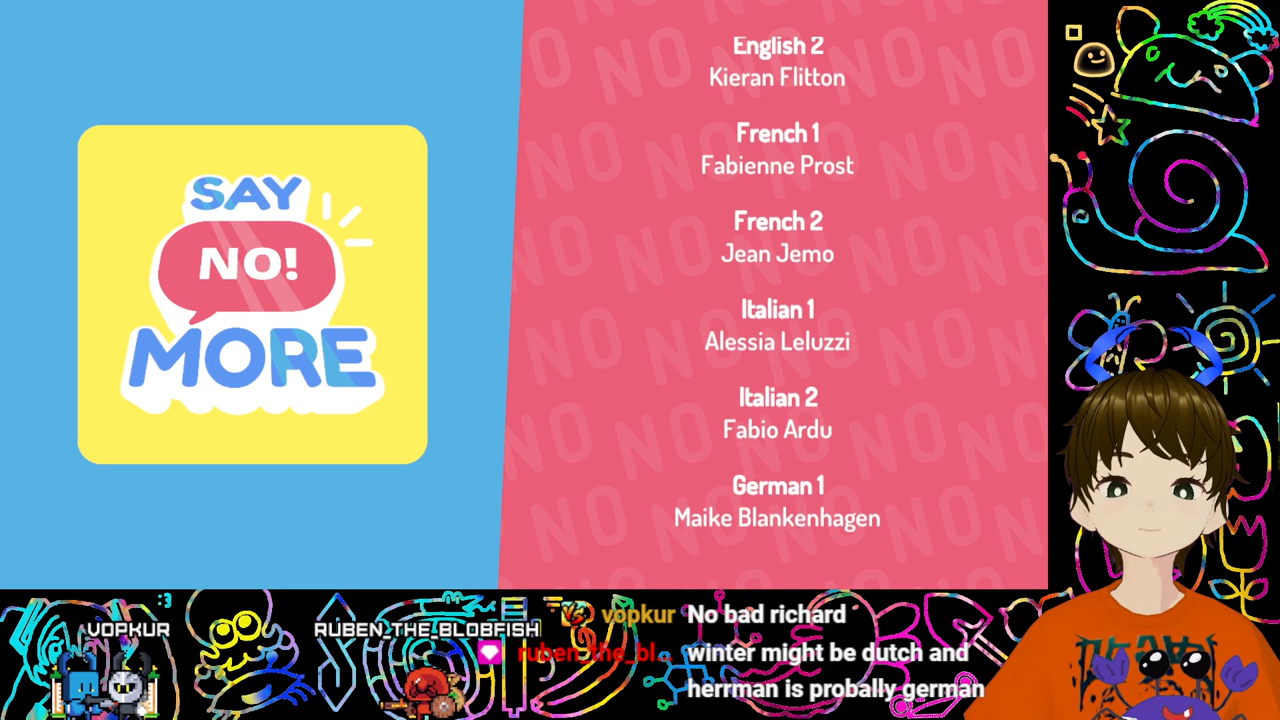 English 2
Kieran Flitton
French 1
Fabienne Prost
French 2
Jean Jemo
Italian 1
Alessia Leluzzi
Italian 2
Fabio Ardu
German 1
Maike Blankenhagen
SAY
NO!
MORE
VOPKUR
RUBEN_THE_BLOBFISH
vopkur No bad richard
ruben_the_bl... winter might be dutch and
herrman is probally german